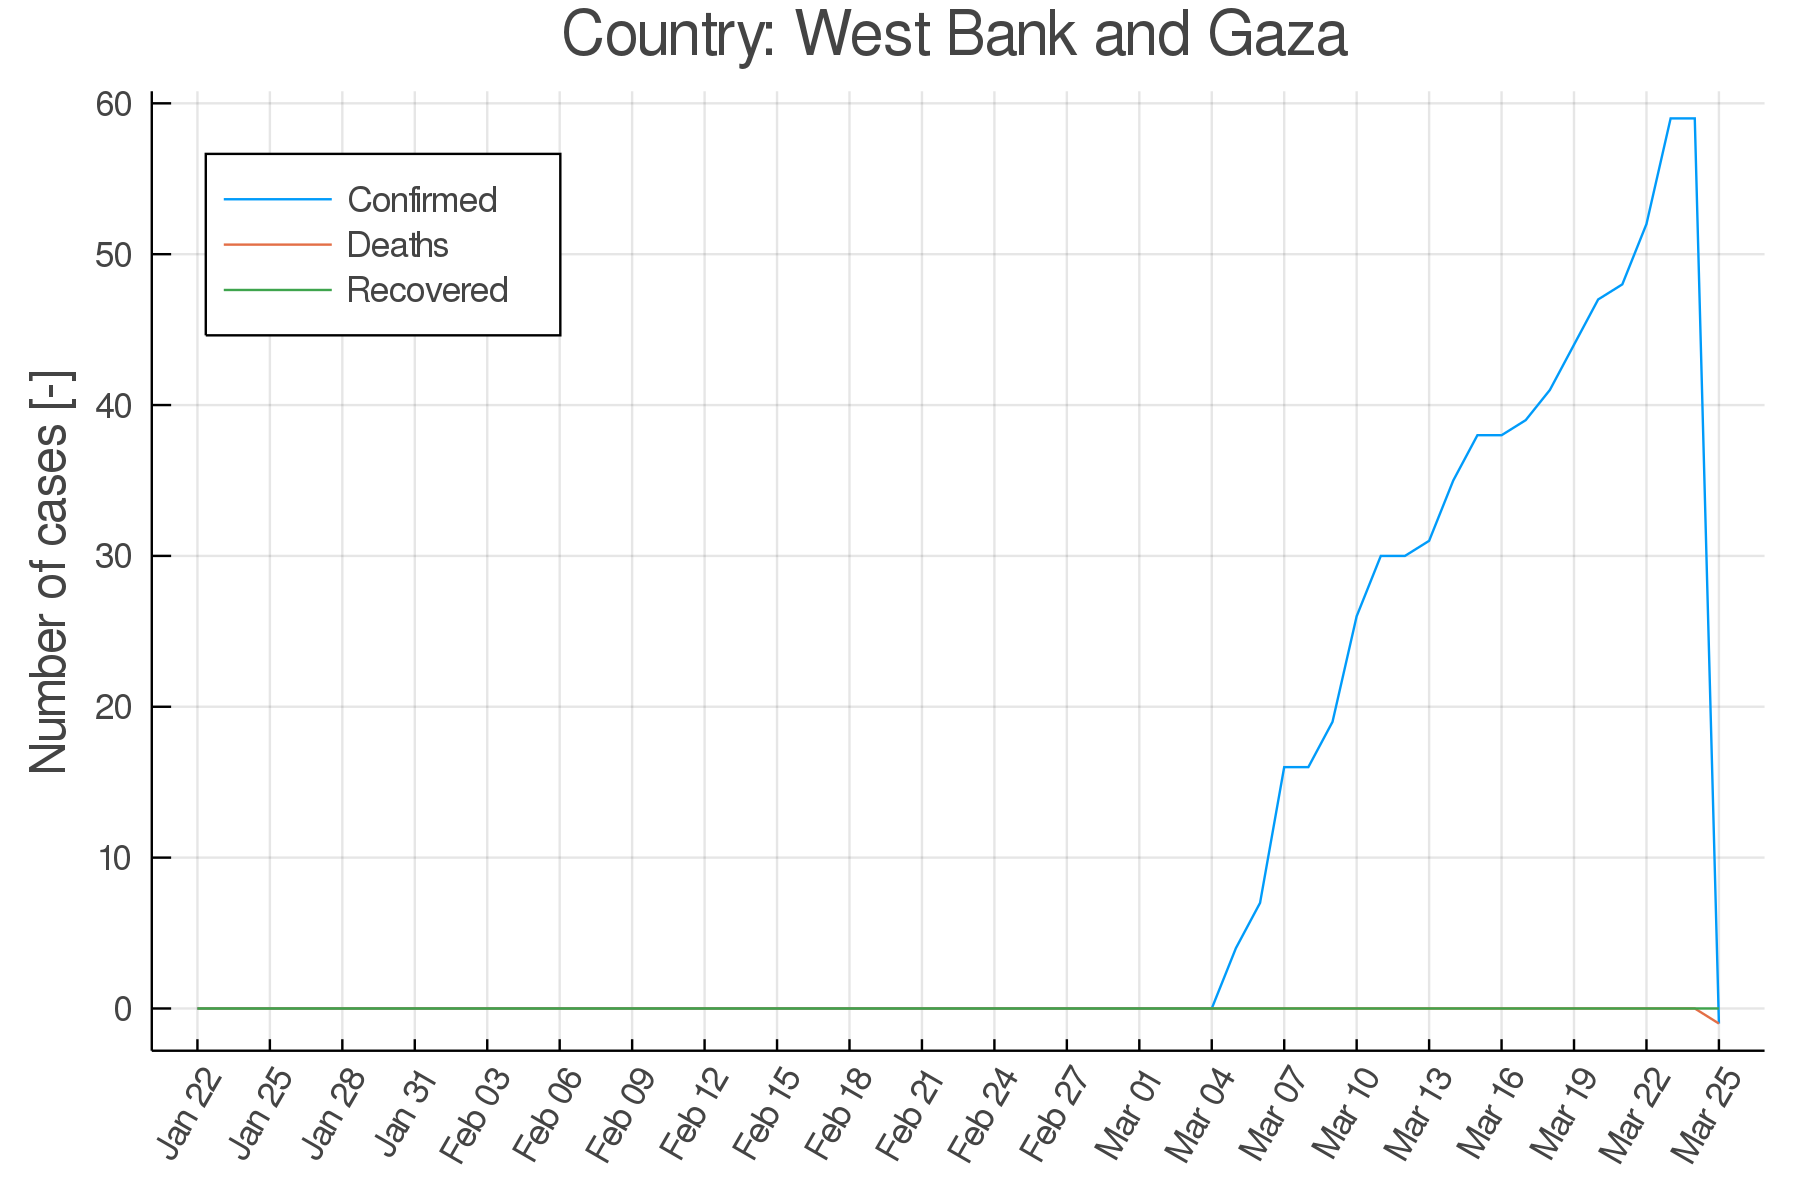 Country: West Bank and Gaza
Number of cases [-]
60
50
40
30
20
10
0
Confirmed
Deaths
Recovered
Jan 22
Jan 25
Jan 28
Jan 31
Feb 03
Feb 06
Feb 09
Feb 12
Feb 15
Feb 18
Feb 21
Feb 24
Feb 27
Mar 01
Mar 04
Mar 07
Mar 10
Mar 13
Mar 16
Mar 19
Mar 22
Mar 25